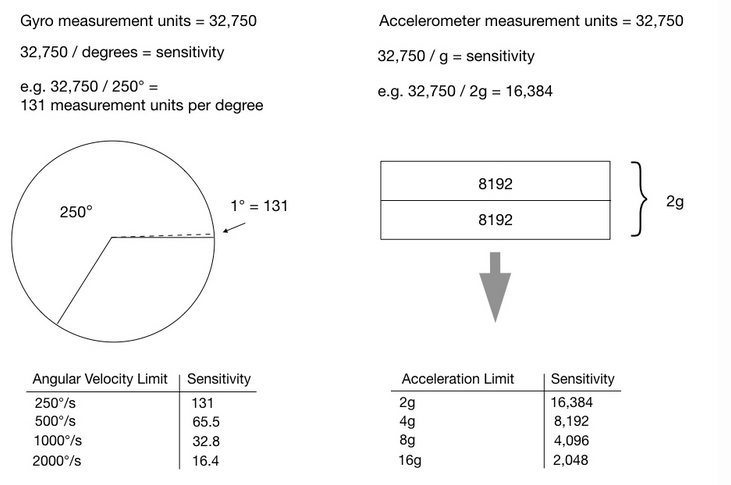 Gyro measurement units = 32,750
32,750 / degrees = sensitivity
e.g. 32,750 / 250° =
131 measurement units per degree
250°
1° = 131
Angular Velocity Limit Sensitivity
250°/s 131
500°/s 65.5
1000°/s 32.8
2000°/s 16.4
Accelerometer measurement units = 32,750
32,750 / g = sensitivity
e.g. 32,750 / 2g = 16,384
8192
8192
2g
Acceleration Limit Sensitivity
2g 16,384
4g 8,192
8g 4,096
16g 2,048